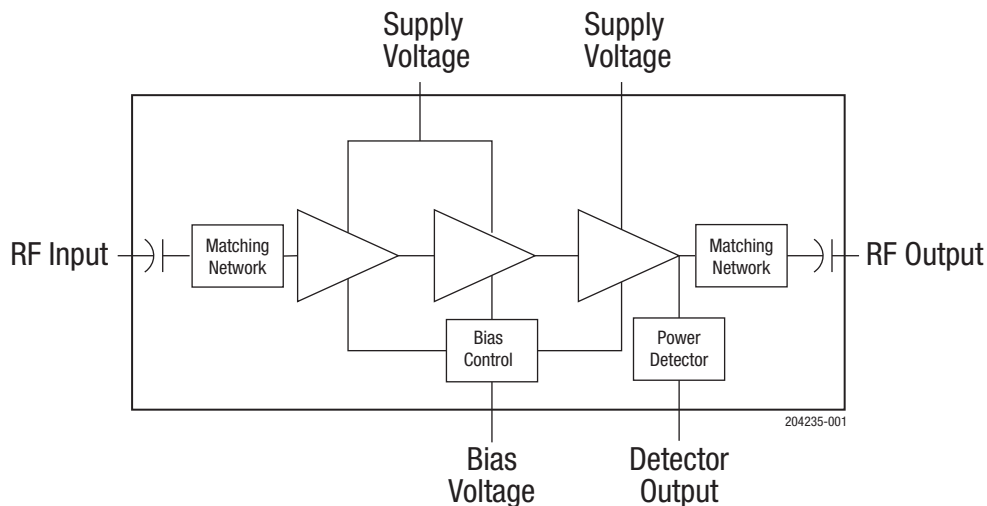 Supply
Voltage
Supply
Voltage
RF Input
Matching
Network
Matching
Network
RF Output
Bias
Control
Power
Detector
204235-001
Bias
Voltage
Detector
Output